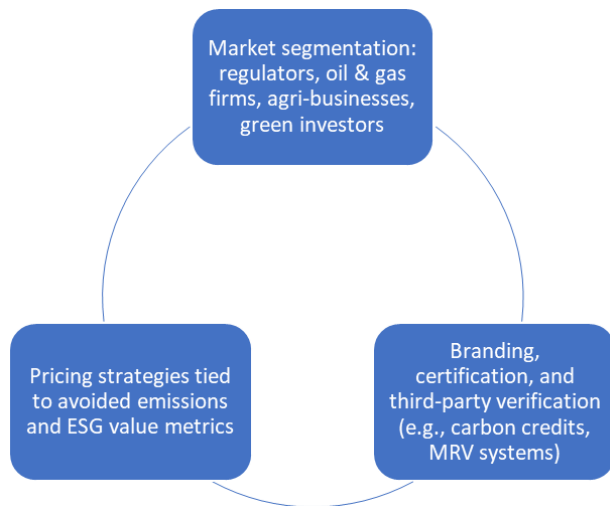 Market segmentation:
regulators, oil & gas
firms, agri-businesses,
green investors
Branding,
certification, and
third-party verification
(e.g., carbon credits,
MRV systems)
Pricing strategies tied
to avoided emissions
and ESG value metrics